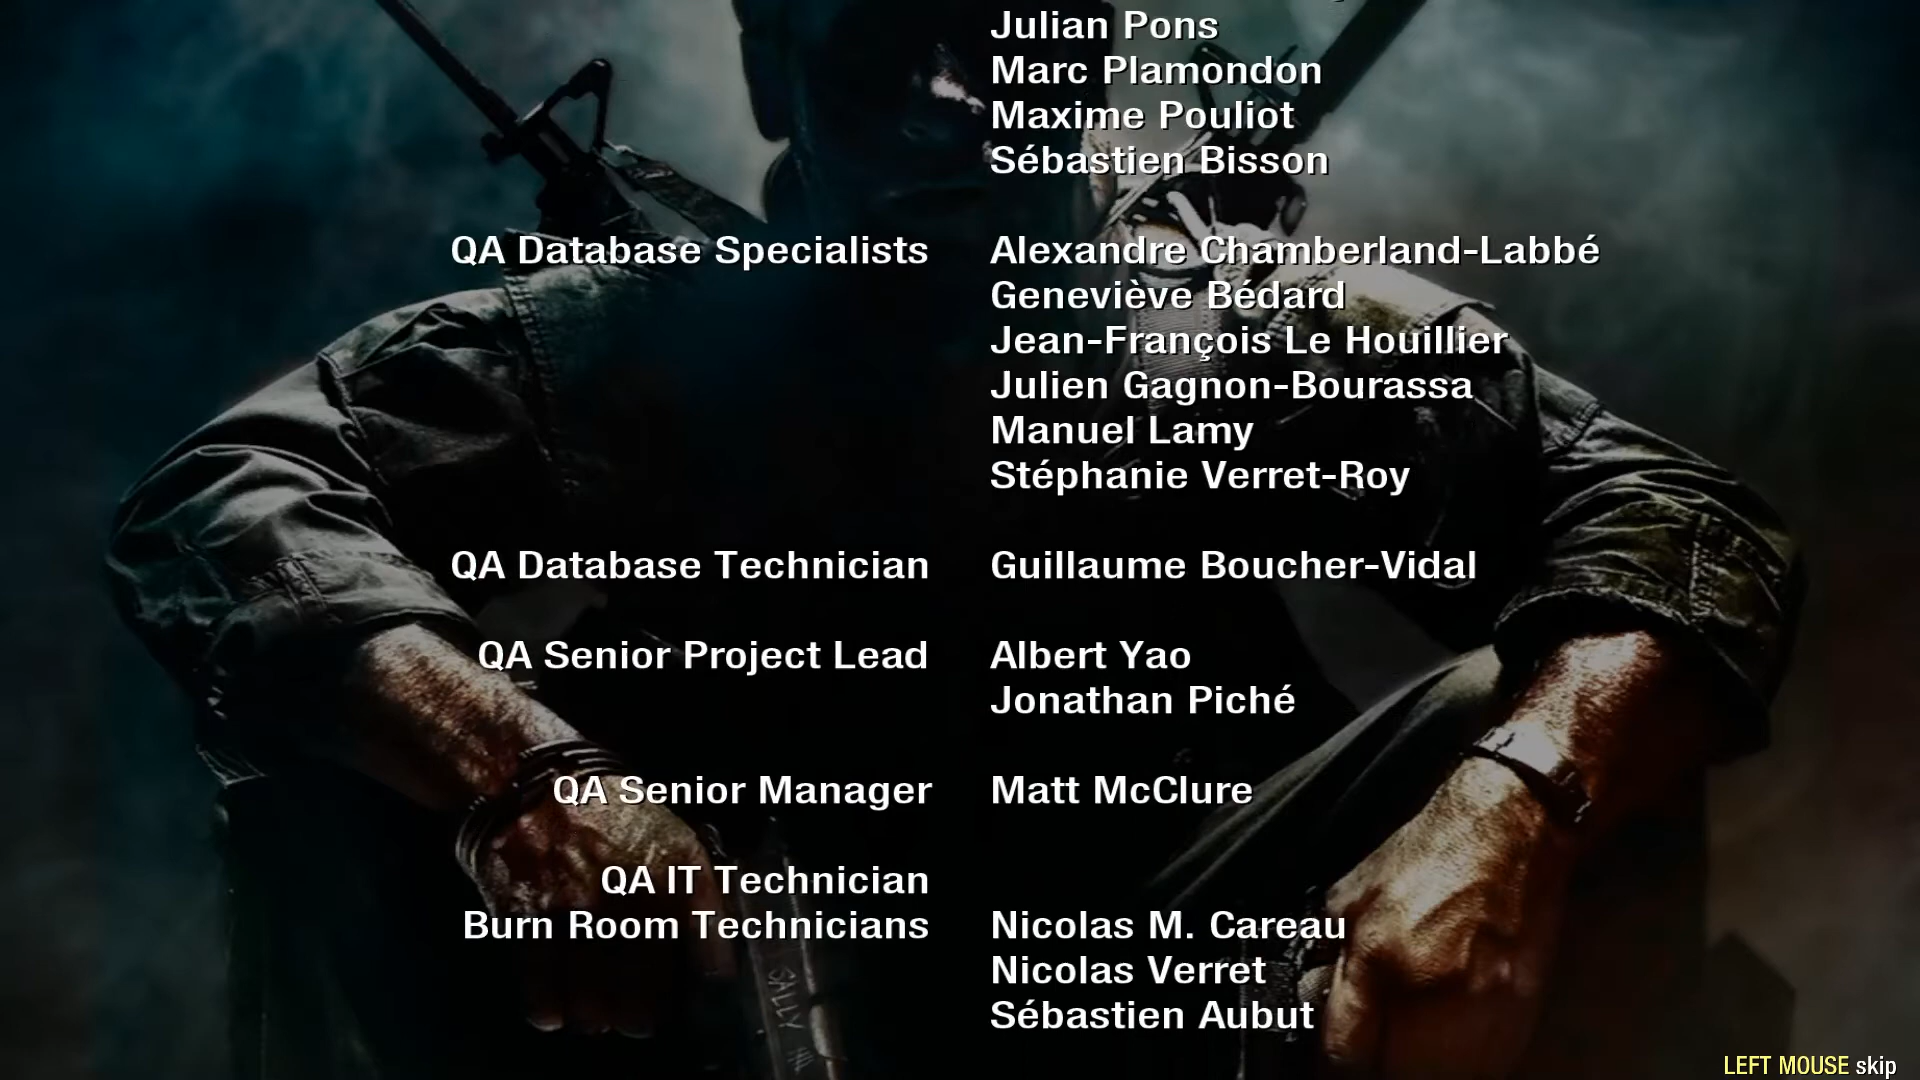 Julian Pons
Marc Plamondon
Maxime Pouliot
Sébastien Bisson
QA Database Specialists Alexandre Chamberland-Labbé
Geneviève Bédard
Jean-François Le Houillier
Julien Gagnon-Bourassa
Manuel Lamy
Stéphanie Verret-Roy
QA Database Technician Guillaume Boucher-Vidal
QA Senior Project Lead Albert Yao
Jonathan Piché
QA Senior Manager Matt McClure
QA IT Technician
Burn Room Technicians Nicolas M. Careau
Nicolas Verret
Sébastien Aubut
SALLY
LEFT MOUSE skip